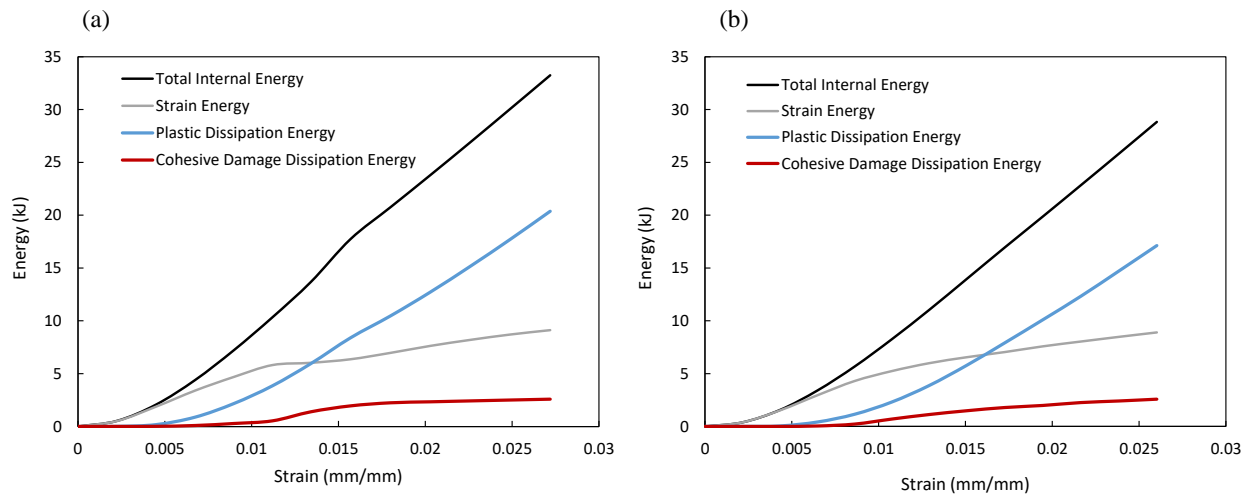 (a)
35
30
25
20
15
10
5
0
Energy (kJ)
Total Internal Energy
Strain Energy
Plastic Dissipation Energy
Cohesive Damage Dissipation Energy
0 0.005 0.01 0.015 0.02 0.025 0.03
Strain (mm/mm)
(b)
35
30
25
20
15
10
5
0
Energy (kJ)
Total Internal Energy
Strain Energy
Plastic Dissipation Energy
Cohesive Damage Dissipation Energy
0 0.005 0.01 0.015 0.02 0.025 0.03
Strain (mm/mm)